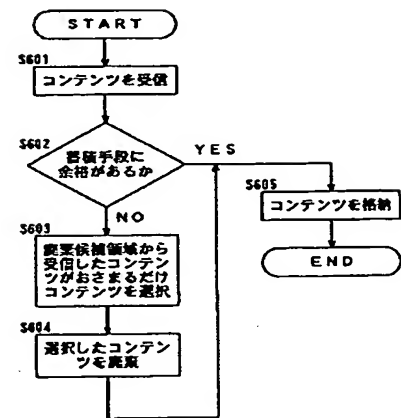 START
S601
コンテンツを受信
S602
蓄積手段に
余裕があるか
YES
NO
S603
廃棄候補領域から
受信したコンテン
ツがおさまるだけ
コンテンツを選択
S604
選択したコンテン
ツを廃棄
S605
コンテンツを格納
END